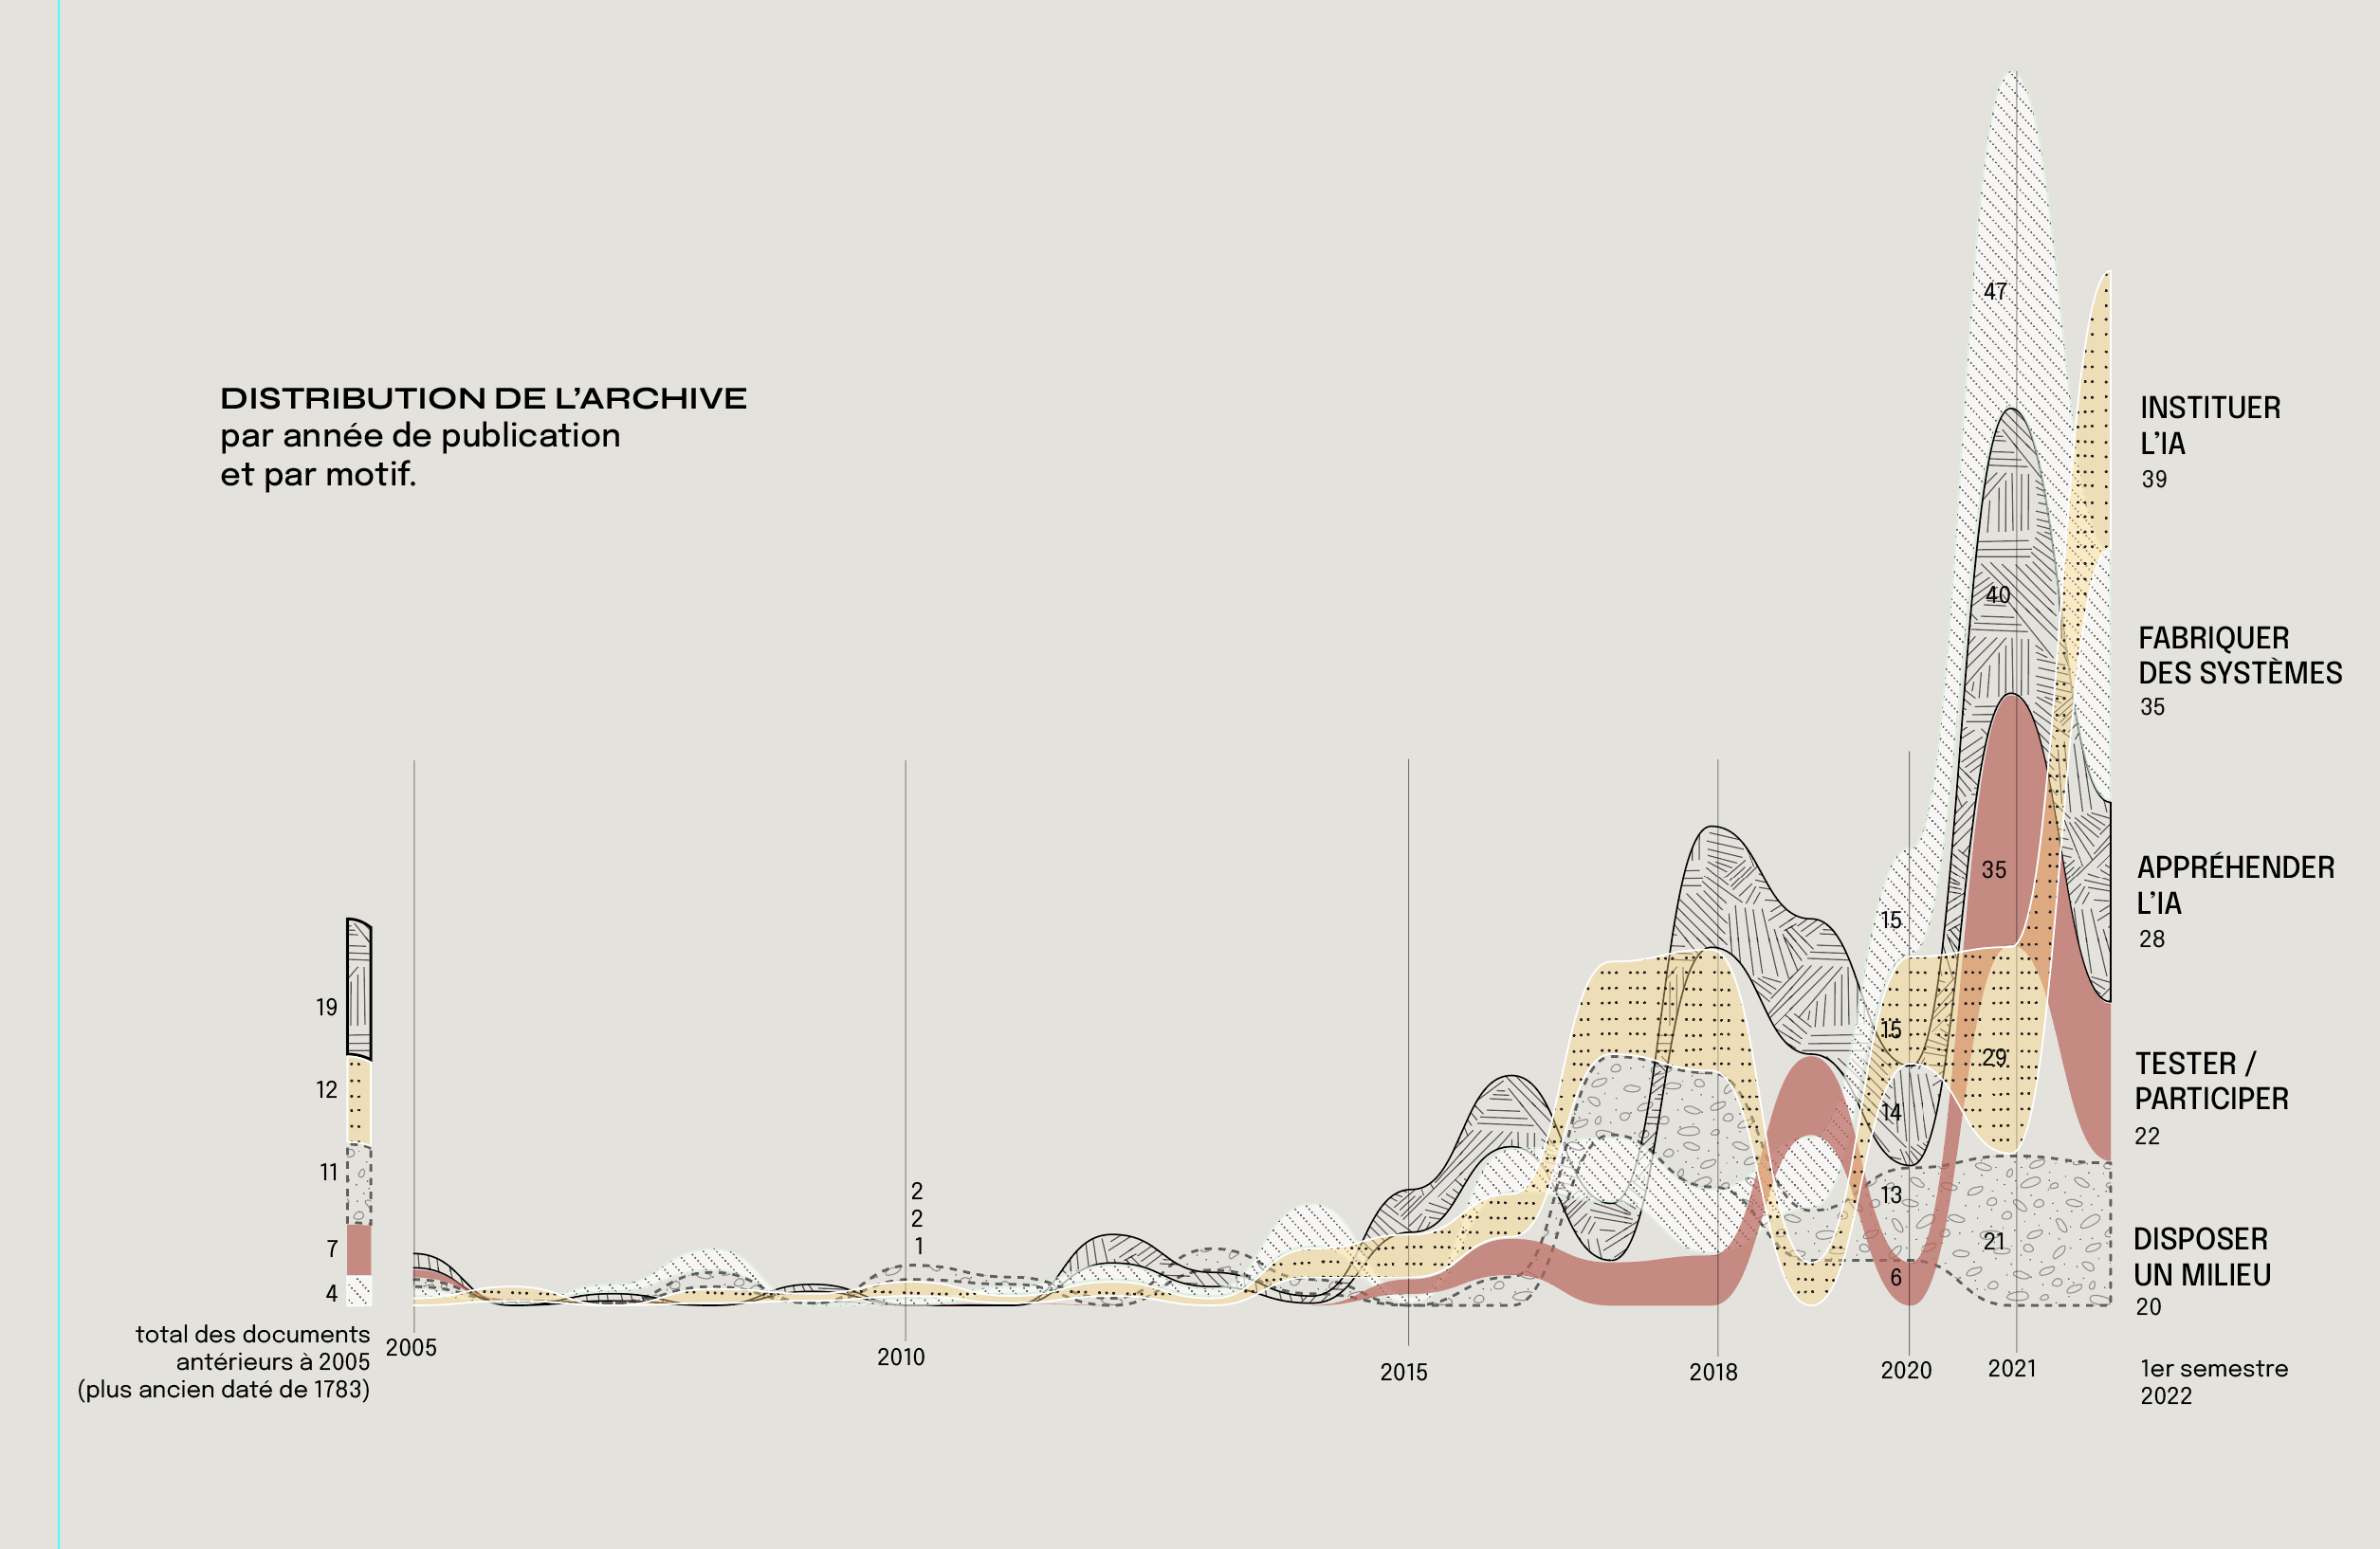 DISTRIBUTION DE L’ARCHIVE
par année de publication
et par motif.
19
12
11
7
4
total des documents
antérieurs à 2005
(plus ancien daté de 1783)
2005
2
2
1
2010
2015
2018
15
15
14
13
6
2020
47
40
35
29
21
2021
INSTITUER
L’IA
39
FABRIQUER
DES SYSTÈMES
35
APPRÉHENDER
L’IA
28
TESTER /
PARTICIPER
22
DISPOSER
UN MILIEU
20
1er semestre
2022